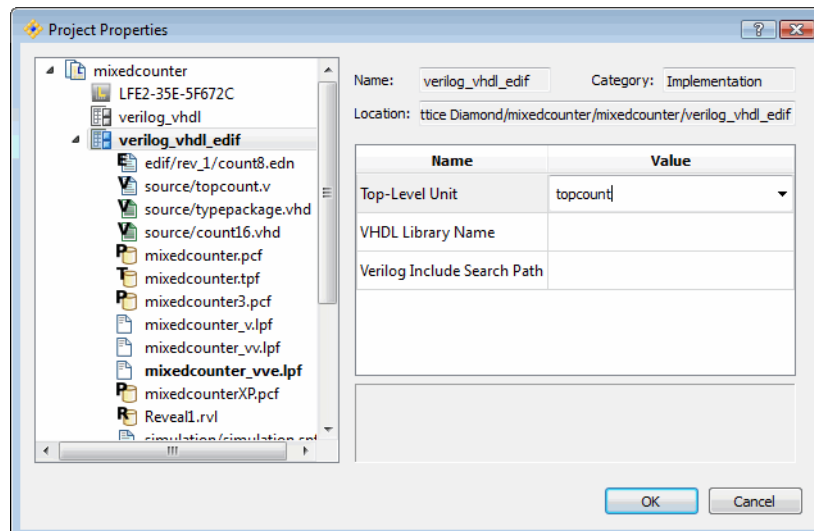 Project Properties
mixedcounter
LFE2-35E-5F672C
verilog_vhdl
verilog_vhdl_edif
edif/rev_1/count8.edn
source/topcount.v
source/typepackage.vhd
source/count16.vhd
mixedcounter.pcf
mixedcounter.tpf
mixedcounter3.pcf
mixedcounter_v.lpf
mixedcounter_vv.lpf
mixedcounter_vve.lpf
mixedcounterXP.pcf
Reveal1.rvl
Name: verilog_vhdl_edif Category: Implementation
Location: ttice Diamond/mixedcounter/mixedcounter/verilog_vhdl_edif
Name Value
Top-Level Unit topcount
VHDL Library Name
Verilog Include Search Path
OK Cancel